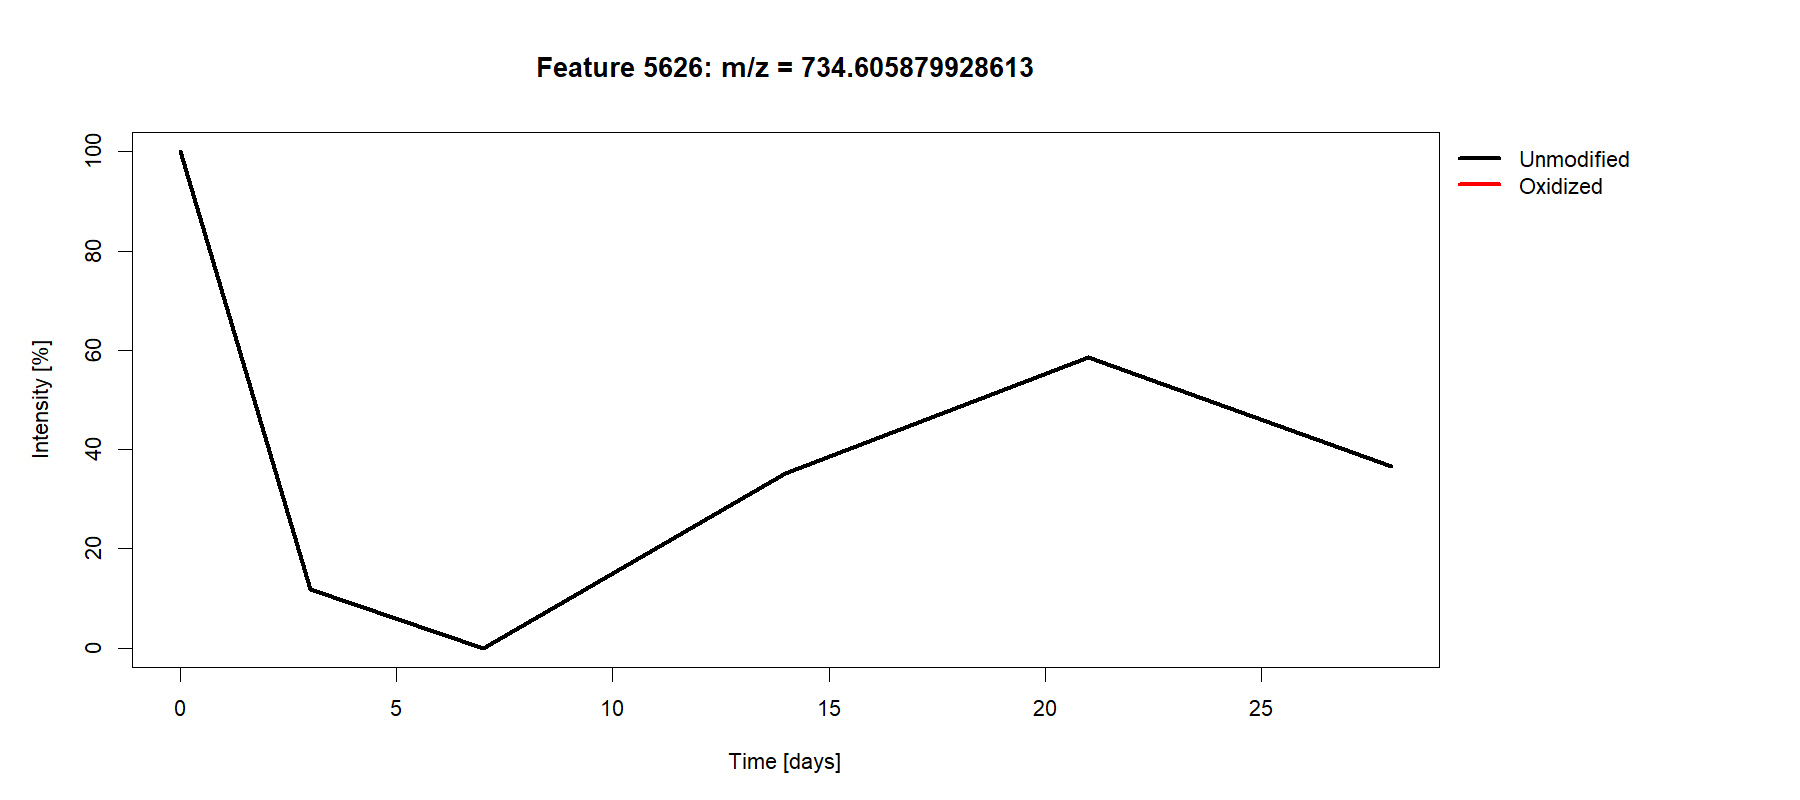 Feature 5626: m/z = 734.605879928613
Unmodified
Oxidized
Intensity [%]
100
80
60
40
20
0
0 5 10 15 20 25
Time [days]